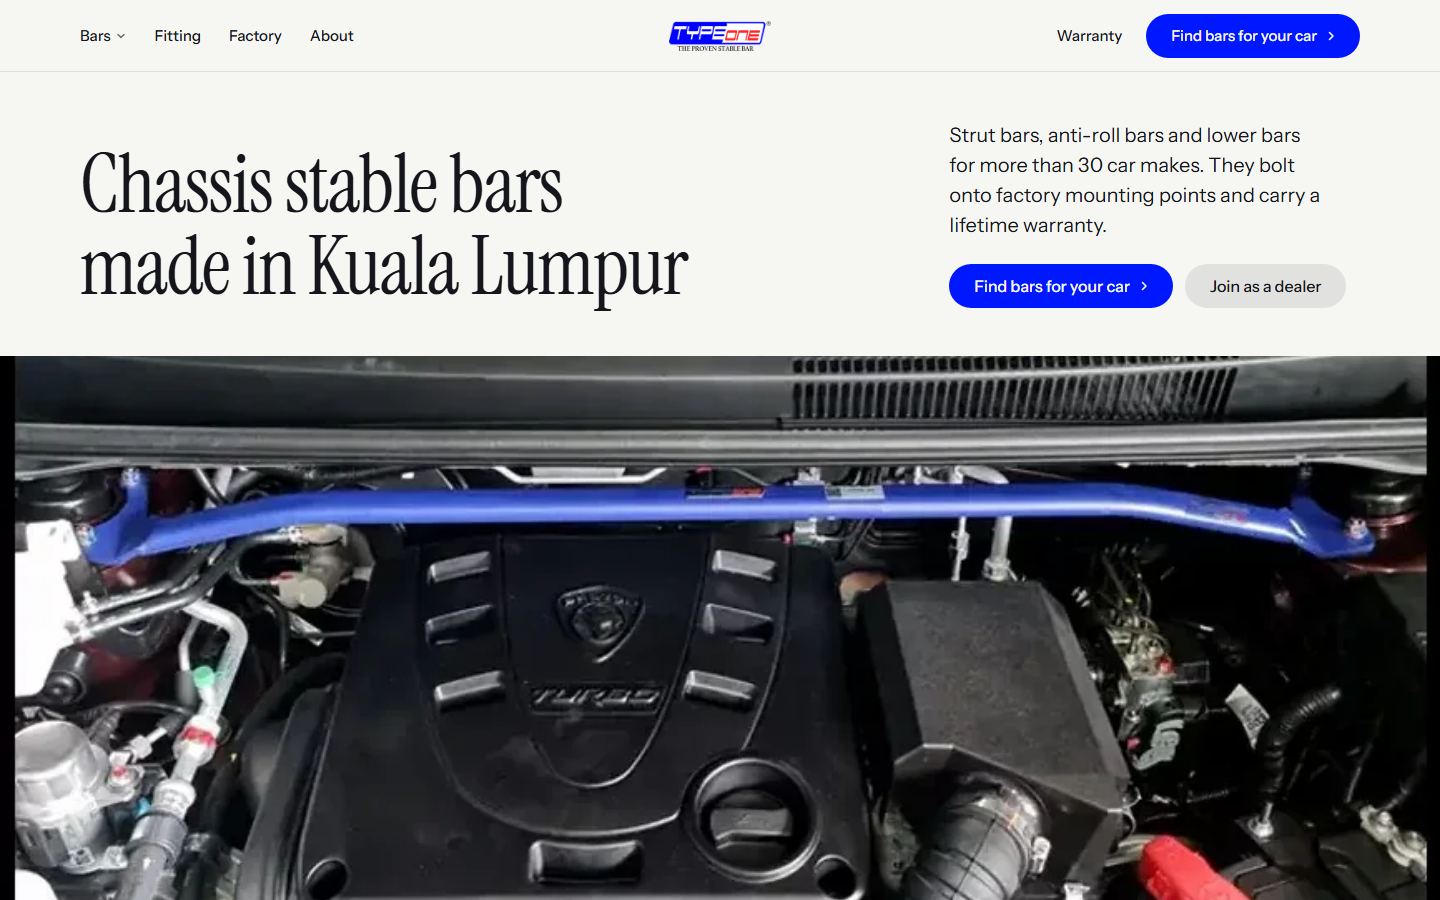 Bars
Fitting
Factory
About
TYPEONE®
THE PROVEN STABLE BAR
Warranty
Find bars for your car
Chassis stable bars
made in Kuala Lumpur
Strut bars, anti-roll bars and lower bars
for more than 30 car makes. They bolt
onto factory mounting points and carry a
lifetime warranty.
Find bars for your car
Join as a dealer
TURBO